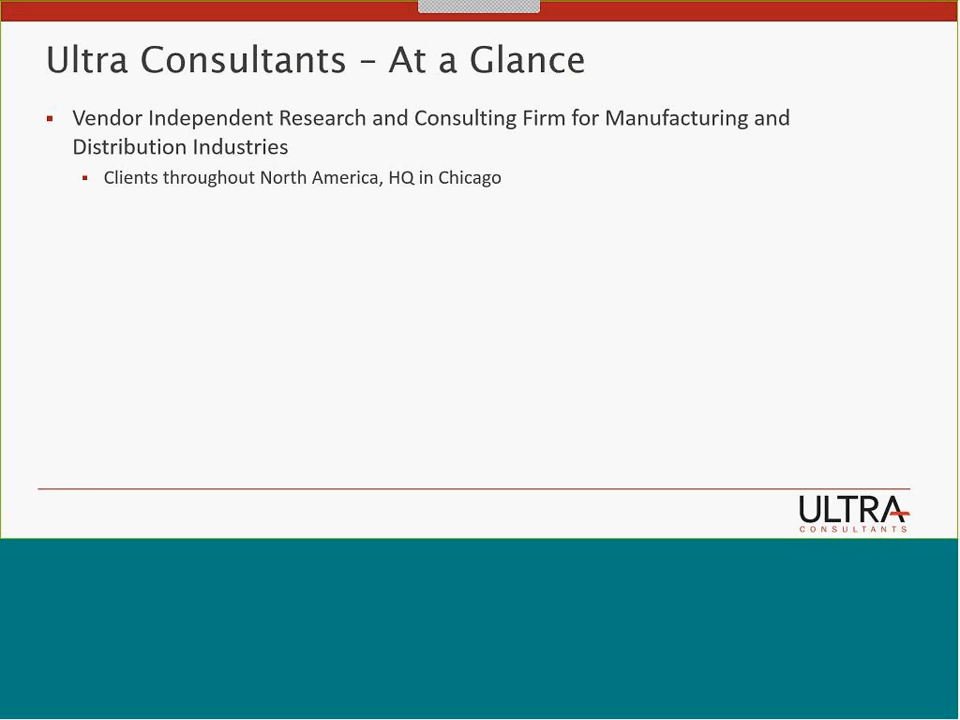 Ultra Consultants – At a Glance
▪ Vendor Independent Research and Consulting Firm for Manufacturing and
Distribution Industries
▪ Clients throughout North America, HQ in Chicago
ULTRA
CONSULTANTS